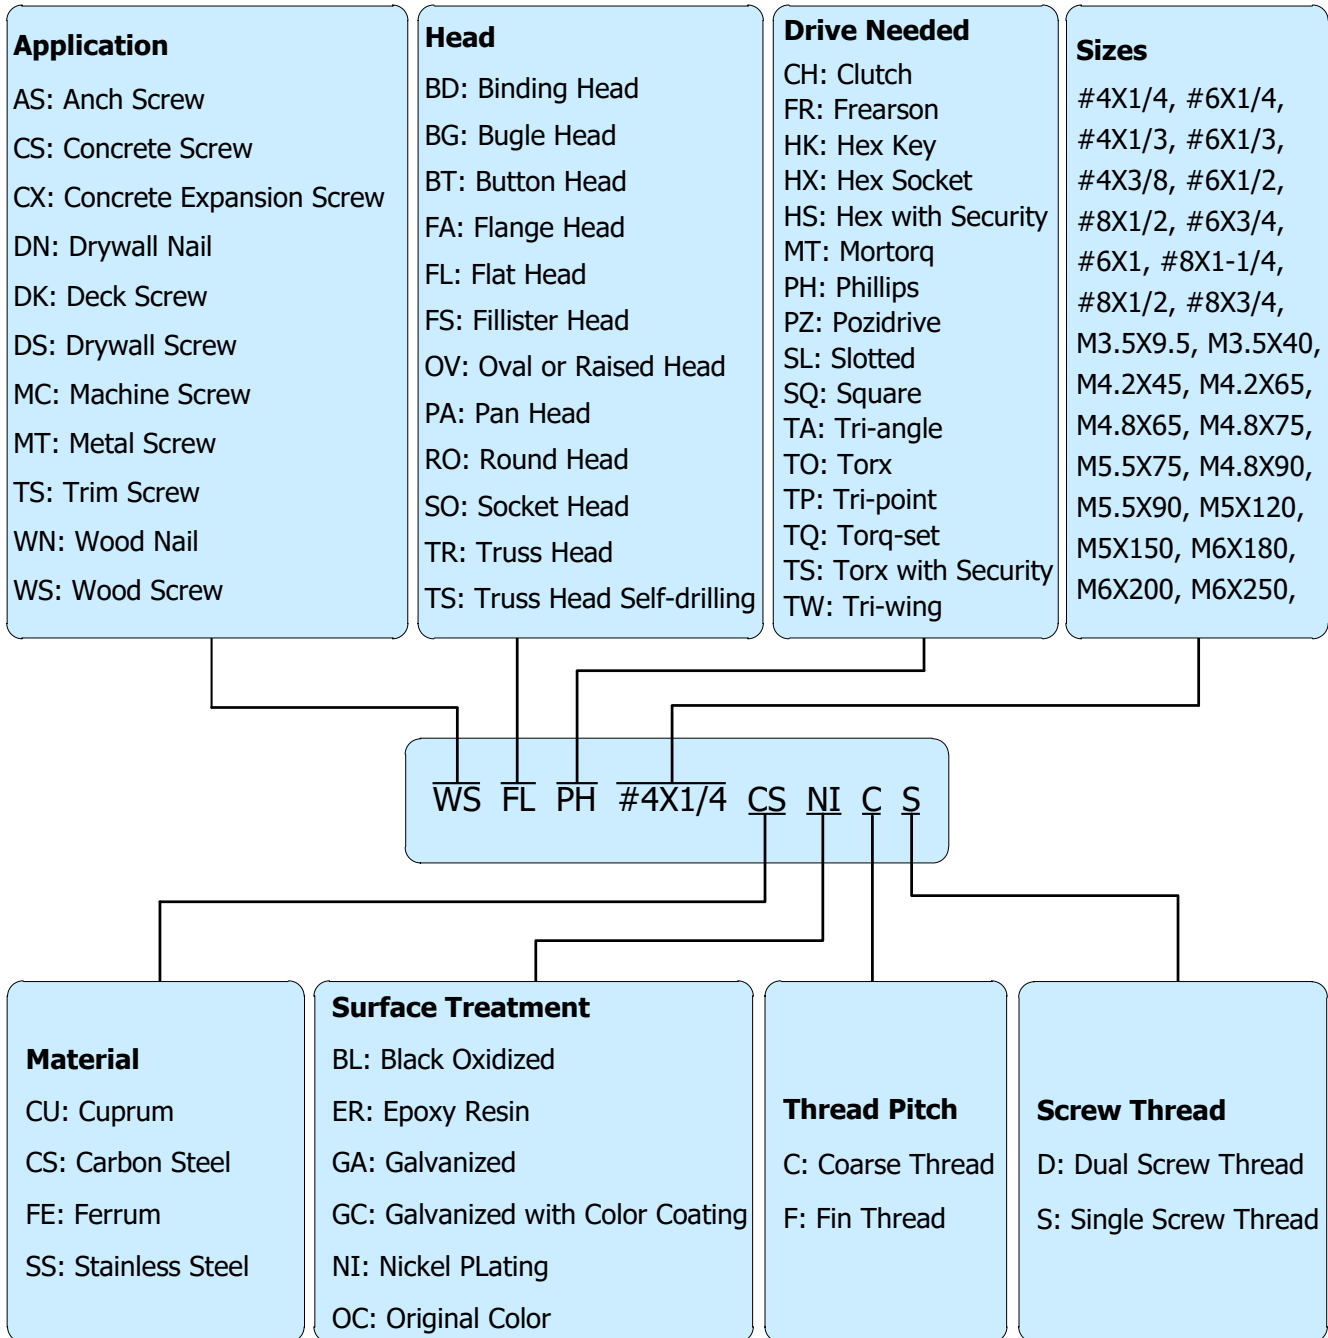 Application
AS: Anch Screw
CS: Concrete Screw
CX: Concrete Expansion Screw
DN: Drywall Nail
DK: Deck Screw
DS: Drywall Screw
MC: Machine Screw
MT: Metal Screw
TS: Trim Screw
WN: Wood Nail
WS: Wood Screw
Head
BD: Binding Head
BG: Bugle Head
BT: Button Head
FA: Flange Head
FL: Flat Head
FS: Fillister Head
OV: Oval or Raised Head
PA: Pan Head
RO: Round Head
SO: Socket Head
TR: Truss Head
TS: Truss Head Self-drilling
Drive Needed
CH: Clutch
FR: Frearson
HK: Hex Key
HX: Hex Socket
HS: Hex with Security
MT: Mortorq
PH: Phillips
PZ: Pozidrive
SL: Slotted
SQ: Square
TA: Tri-angle
TO: Torx
TP: Tri-point
TQ: Torq-set
TS: Torx with Security
TW: Tri-wing
Sizes
#4X1/4, #6X1/4,
#4X1/3, #6X1/3,
#4X3/8, #6X1/2,
#8X1/2, #6X3/4,
#6X1, #8X1-1/4,
#8X1/2, #8X3/4,
M3.5X9.5, M3.5X40,
M4.2X45, M4.2X65,
M4.8X65, M4.8X75,
M5.5X75, M4.8X90,
M5.5X90, M5X120,
M5X150, M6X180,
M6X200, M6X250,
WS FL PH #4X1/4 CS NI C S
Material
CU: Cuprum
CS: Carbon Steel
FE: Ferrum
SS: Stainless Steel
Surface Treatment
BL: Black Oxidized
ER: Epoxy Resin
GA: Galvanized
GC: Galvanized with Color Coating
NI: Nickel PLating
OC: Original Color
Thread Pitch
C: Coarse Thread
F: Fin Thread
Screw Thread
D: Dual Screw Thread
S: Single Screw Thread